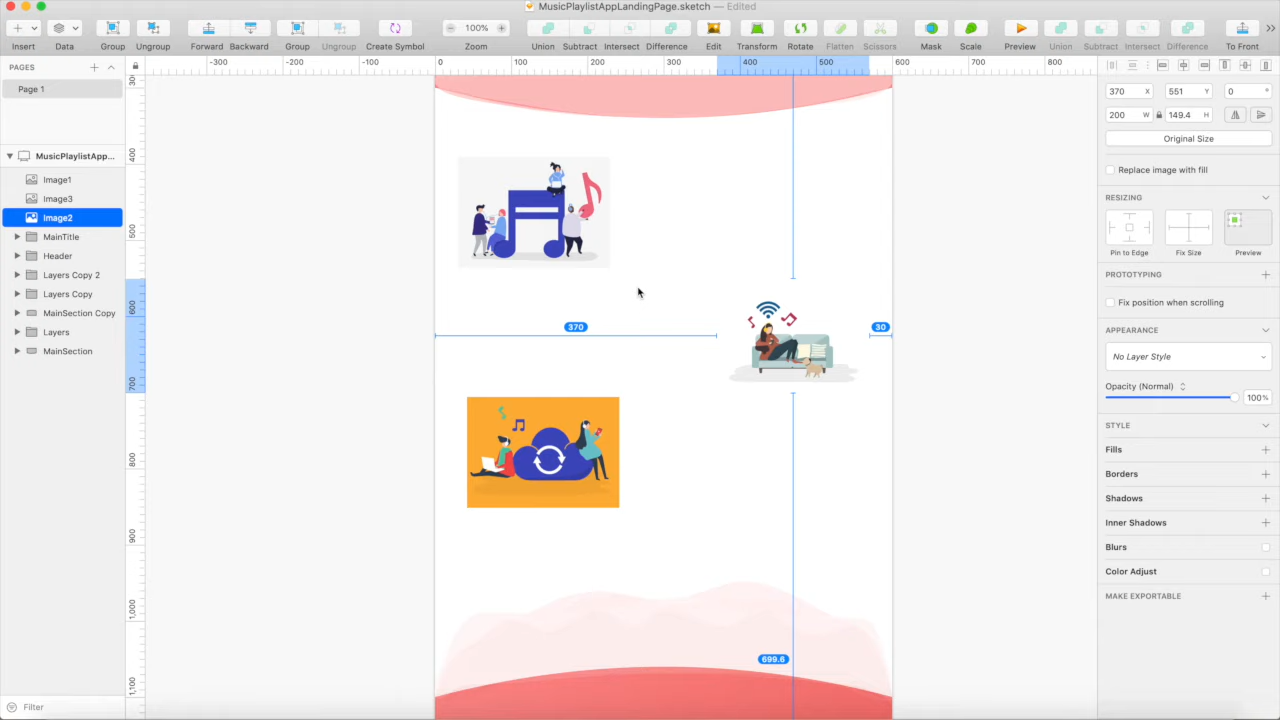 MusicPlaylistAppLandingPage.sketch — Edited
100%
Insert Data Group Ungroup Forward Backward Group Ungroup Create Symbol Zoom Union Subtract Intersect Difference Edit Transform Rotate Flatten Scissors Mask Scale Preview Union Subtract Intersect Difference To Front
PAGES
-300 -200 -100 0 100 200 300 400 500 600 700 800
Page 1
370 X 551 Y 0 °
200 W 149.4 H
Original Size
MusicPlaylistApp...
Replace image with fill
Image1
Image3
RESIZING
Image2
MainTitle
Pin to Edge Fix Size Preview
Header
Layers Copy 2
PROTOTYPING
Layers Copy
Fix position when scrolling
MainSection Copy
370 30
Layers
APPEARANCE
MainSection
No Layer Style
Opacity (Normal)
100%
STYLE
Fills
Borders
Shadows
Inner Shadows
Blurs
Color Adjust
MAKE EXPORTABLE
699.6
Filter
400
500
600
700
800
900
1,000
1,100